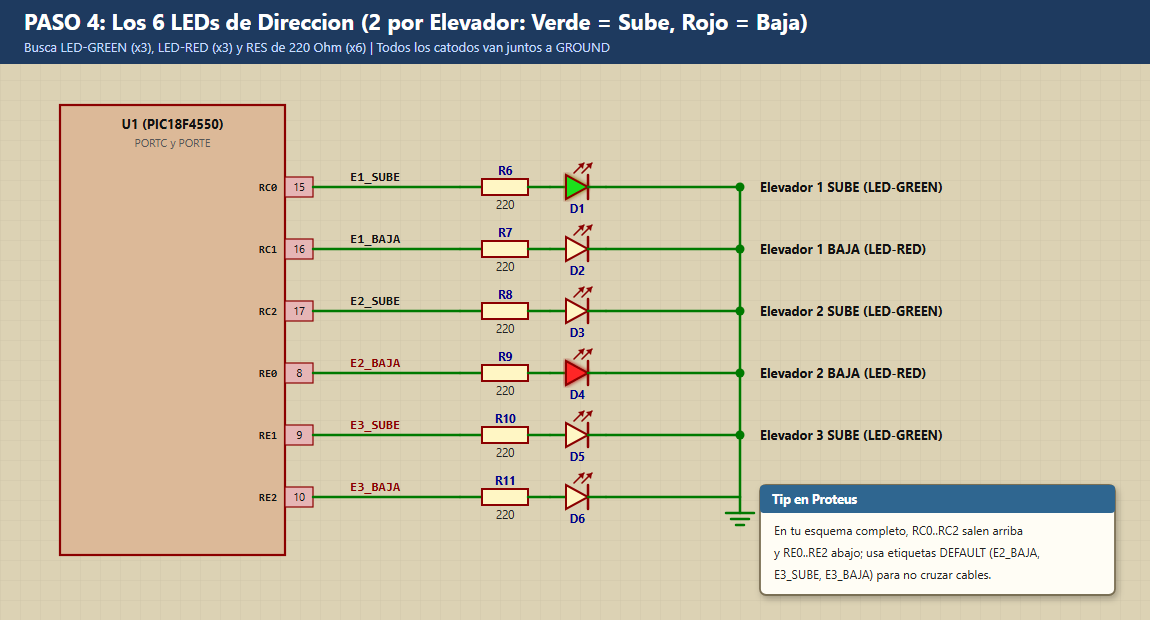 PASO 4: Los 6 LEDs de Direccion (2 por Elevador: Verde = Sube, Rojo = Baja)
Busca LED-GREEN (x3), LED-RED (x3) y RES de 220 Ohm (x6) | Todos los catodos van juntos a GROUND
U1 (PIC18F4550)
PORTC y PORTE
RC0 15 E1_SUBE R6 220 D1 Elevador 1 SUBE (LED-GREEN)
RC1 16 E1_BAJA R7 220 D2 Elevador 1 BAJA (LED-RED)
RC2 17 E2_SUBE R8 220 D3 Elevador 2 SUBE (LED-GREEN)
RE0 8 E2_BAJA R9 220 D4 Elevador 2 BAJA (LED-RED)
RE1 9 E3_SUBE R10 220 D5 Elevador 3 SUBE (LED-GREEN)
RE2 10 E3_BAJA R11 220 D6
Tip en Proteus
En tu esquema completo, RC0..RC2 salen arriba
y RE0..RE2 abajo; usa etiquetas DEFAULT (E2_BAJA,
E3_SUBE, E3_BAJA) para no cruzar cables.